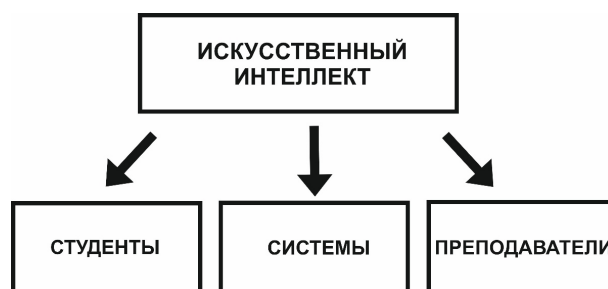 ИСКУССТВЕННЫЙ
ИНТЕЛЛЕКТ
СТУДЕНТЫ
СИСТЕМЫ
ПРЕПОДАВАТЕЛИ